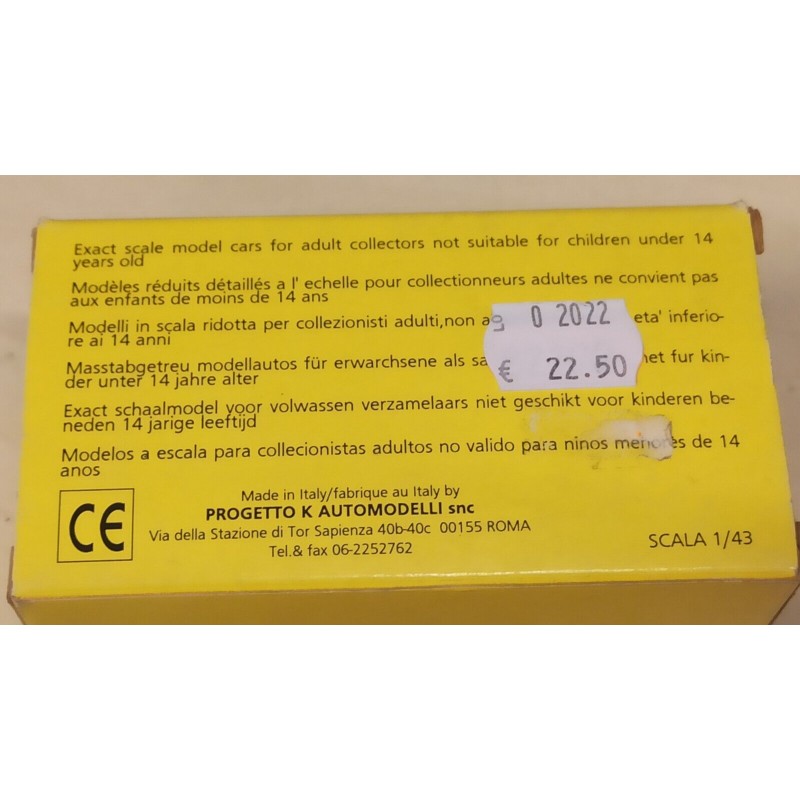 Exact scale model cars for adult collectors not suitable for children under 14
years old
Modèles réduits détaillés a l' echelle pour collectionneurs adultes ne convient pas
aux enfants de moins de 14 ans
Modelli in scala ridotta per collezionisti adulti,non eta' inferio-
re ai 14 anni
0 2022
Masstabgetreu modellautos für erwarchsene als fur kin-
der unter 14 jahre alter
€ 22.50
Exact schaalmodel voor volwassen verzamelaars niet geschikt voor kinderen be-
neden 14 jarige leeftijd
Modelos a escala para collecionistas adultos no valido para ninos menores de 14
anos
CE
Made in Italy/fabrique au Italy by
PROGETTO K AUTOMODELLI snc
Via della Stazione di Tor Sapienza 40b-40c 00155 ROMA
Tel.& fax 06-2252762
SCALA 1/43